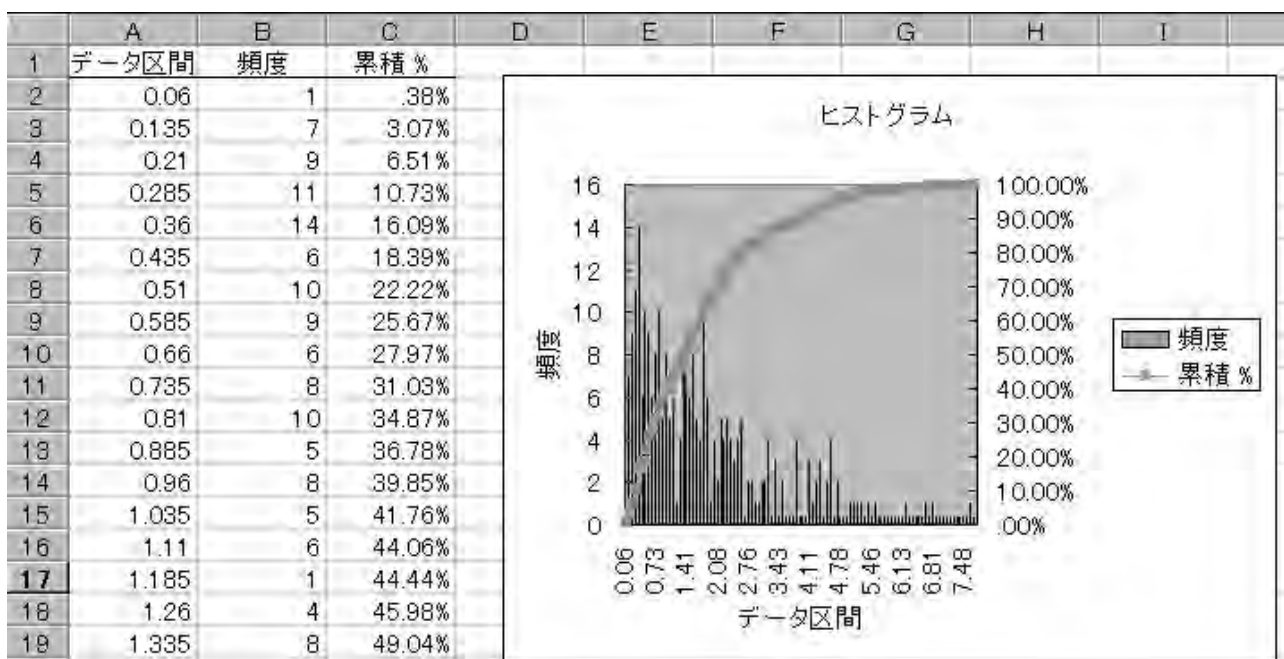 A B C D E F G H I
1 データ区間 頻度 累積 %
2 0.06 1 .38%
3 0.135 7 3.07%
4 0.21 9 6.51%
5 0.285 11 10.73%
6 0.36 14 16.09%
7 0.435 6 18.39%
8 0.51 10 22.22%
9 0.585 9 25.67%
10 0.66 6 27.97%
11 0.735 8 31.03%
12 0.81 10 34.87%
13 0.885 5 36.78%
14 0.96 8 39.85%
15 1.035 5 41.76%
16 1.11 6 44.06%
17 1.185 1 44.44%
18 1.26 4 45.98%
19 1.335 8 49.04%
ヒストグラム
頻度
16
14
12
10
8
6
4
2
0
100.00%
90.00%
80.00%
70.00%
60.00%
50.00%
40.00%
30.00%
20.00%
10.00%
.00%
0.06 0.73 1.41 2.08 2.76 3.43 4.11 4.78 5.46 6.13 6.81 7.48
データ区間
頻度
累積 %